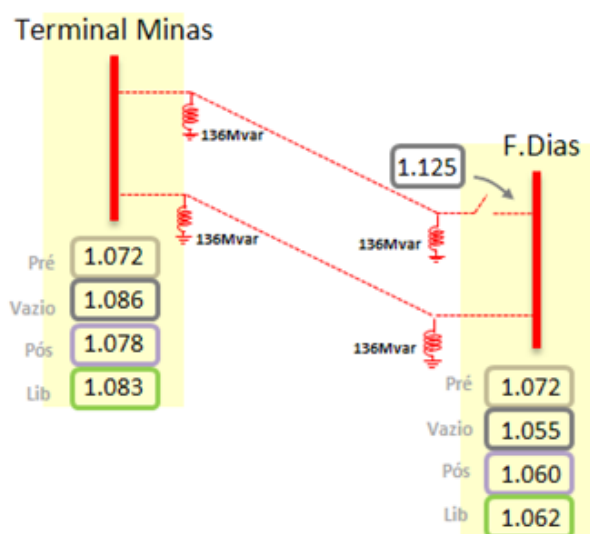 Terminal Minas
136Mvar
F.Dias
1.125
136Mvar
136Mvar
136Mvar
Pré 1.072
Vazio 1.086
Pós 1.078
Lib 1.083
Pré 1.072
Vazio 1.055
Pós 1.060
Lib 1.062